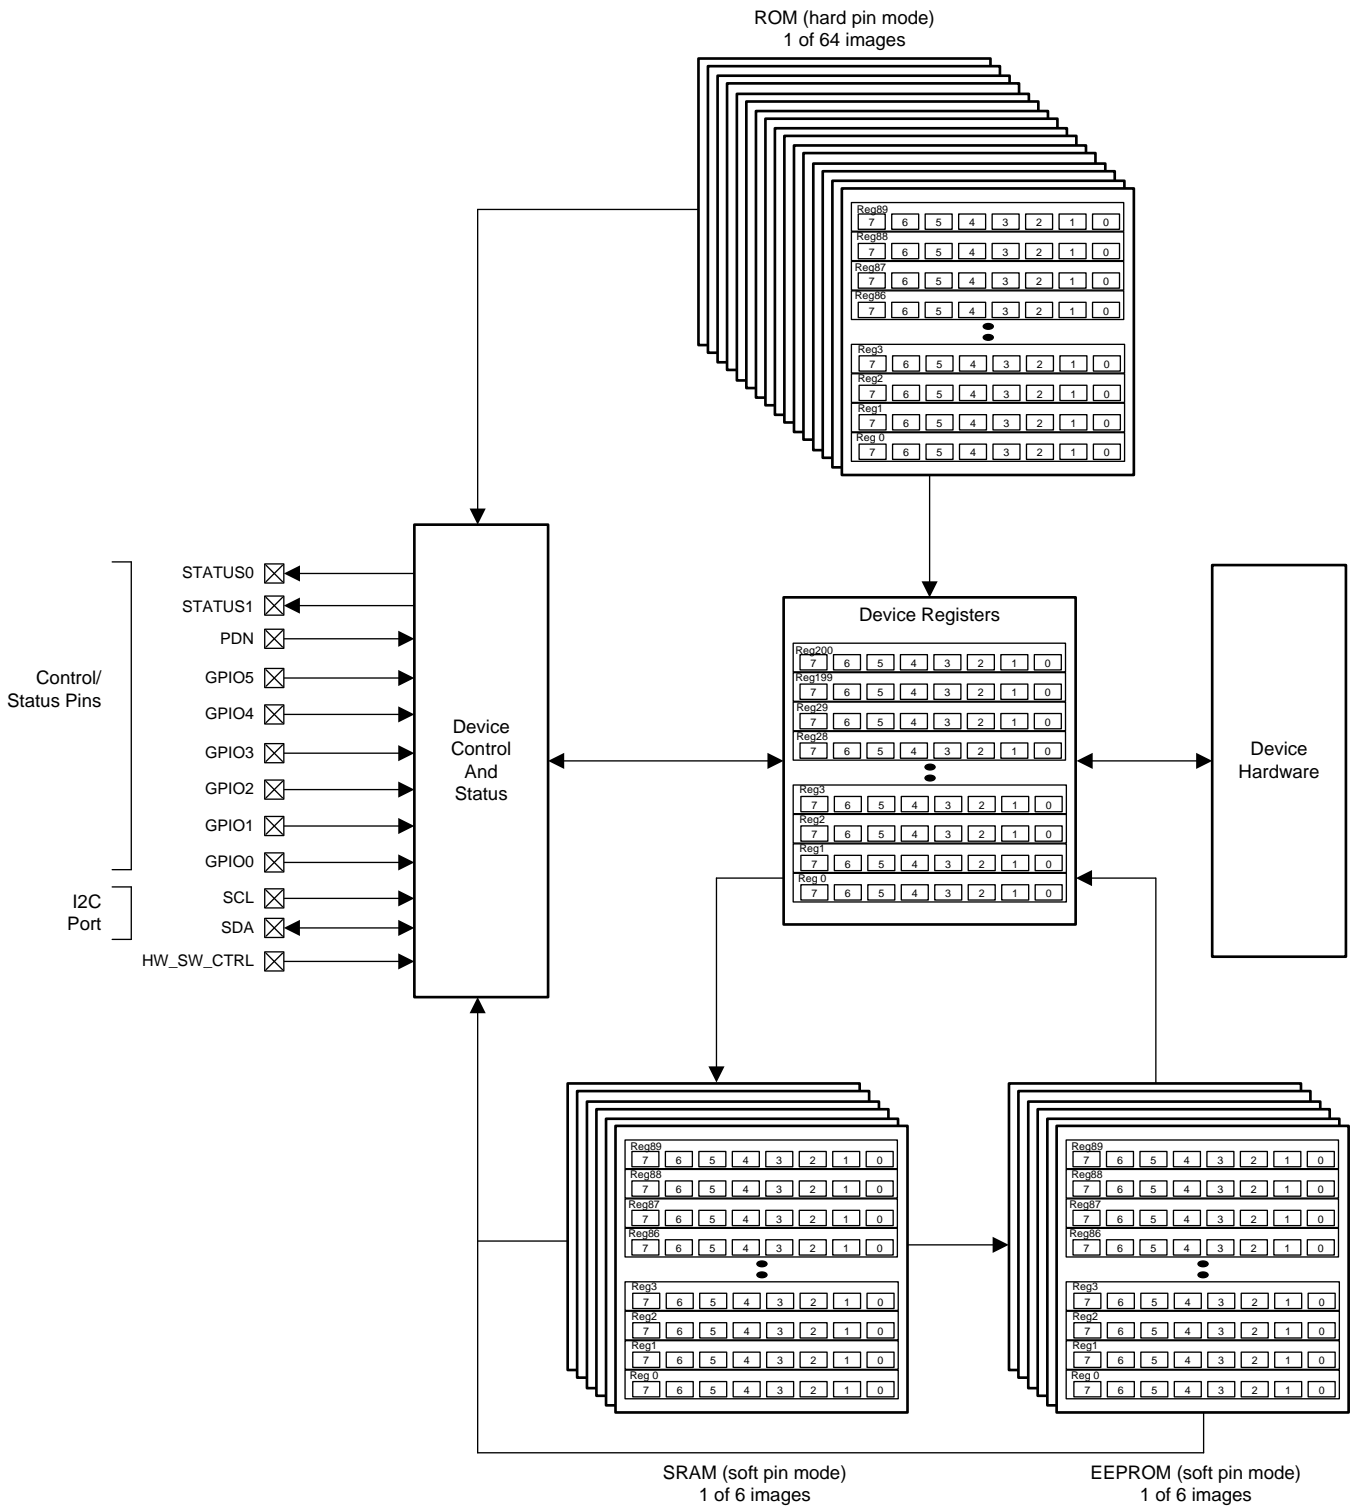 ROM (hard pin mode)
1 of 64 images
Reg89
7 6 5 4 3 2 1 0
Reg88
7 6 5 4 3 2 1 0
Reg87
7 6 5 4 3 2 1 0
Reg86
7 6 5 4 3 2 1 0
Reg3
7 6 5 4 3 2 1 0
Reg2
7 6 5 4 3 2 1 0
Reg1
7 6 5 4 3 2 1 0
Reg 0
7 6 5 4 3 2 1 0
Control/
Status Pins
STATUS0
STATUS1
PDN
GPIO5
GPIO4
GPIO3
GPIO2
GPIO1
GPIO0
I2C
Port
SCL
SDA
HW_SW_CTRL
Device
Control
And
Status
Device Registers
Reg200
7 6 5 4 3 2 1 0
Reg199
7 6 5 4 3 2 1 0
Reg29
7 6 5 4 3 2 1 0
Reg28
7 6 5 4 3 2 1 0
Reg3
7 6 5 4 3 2 1 0
Reg2
7 6 5 4 3 2 1 0
Reg1
7 6 5 4 3 2 1 0
Reg 0
7 6 5 4 3 2 1 0
Device
Hardware
Reg89
7 6 5 4 3 2 1 0
Reg88
7 6 5 4 3 2 1 0
Reg87
7 6 5 4 3 2 1 0
Reg86
7 6 5 4 3 2 1 0
Reg3
7 6 5 4 3 2 1 0
Reg2
7 6 5 4 3 2 1 0
Reg1
7 6 5 4 3 2 1 0
Reg 0
7 6 5 4 3 2 1 0
SRAM (soft pin mode)
1 of 6 images
Reg89
7 6 5 4 3 2 1 0
Reg88
7 6 5 4 3 2 1 0
Reg87
7 6 5 4 3 2 1 0
Reg86
7 6 5 4 3 2 1 0
Reg3
7 6 5 4 3 2 1 0
Reg2
7 6 5 4 3 2 1 0
Reg1
7 6 5 4 3 2 1 0
Reg 0
7 6 5 4 3 2 1 0
EEPROM (soft pin mode)
1 of 6 images